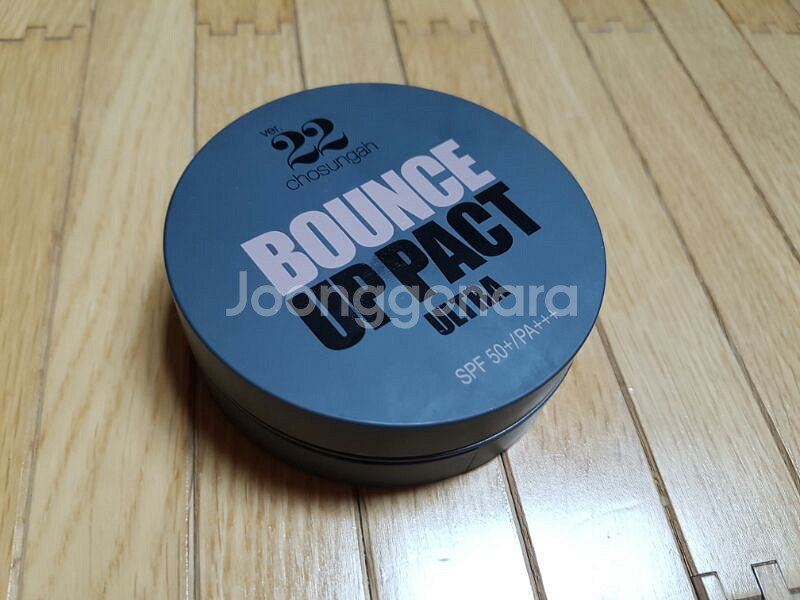 ver.
22
chosungah
BOUNCE
UP PACT
ULTRA
SPF 50+/PA+++
Joonggonara